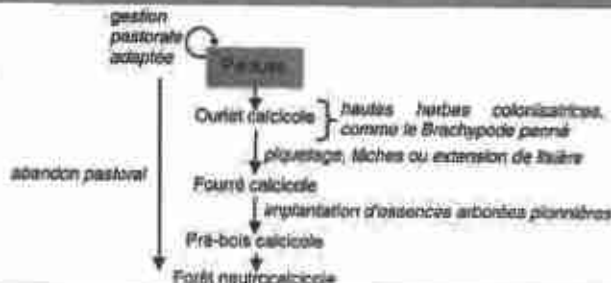 gestion
pastorale
adaptée
Pelouse
Ourlet calcicole
hautes herbes colonisatrices,
comme le Brachypode penné
piquetage, tâches ou extension de lisière
abandon pastoral
Fourré calcicole
implantation d'essences arborées pionnières
Pré-bois calcicole
Forêt neutrocalcicole